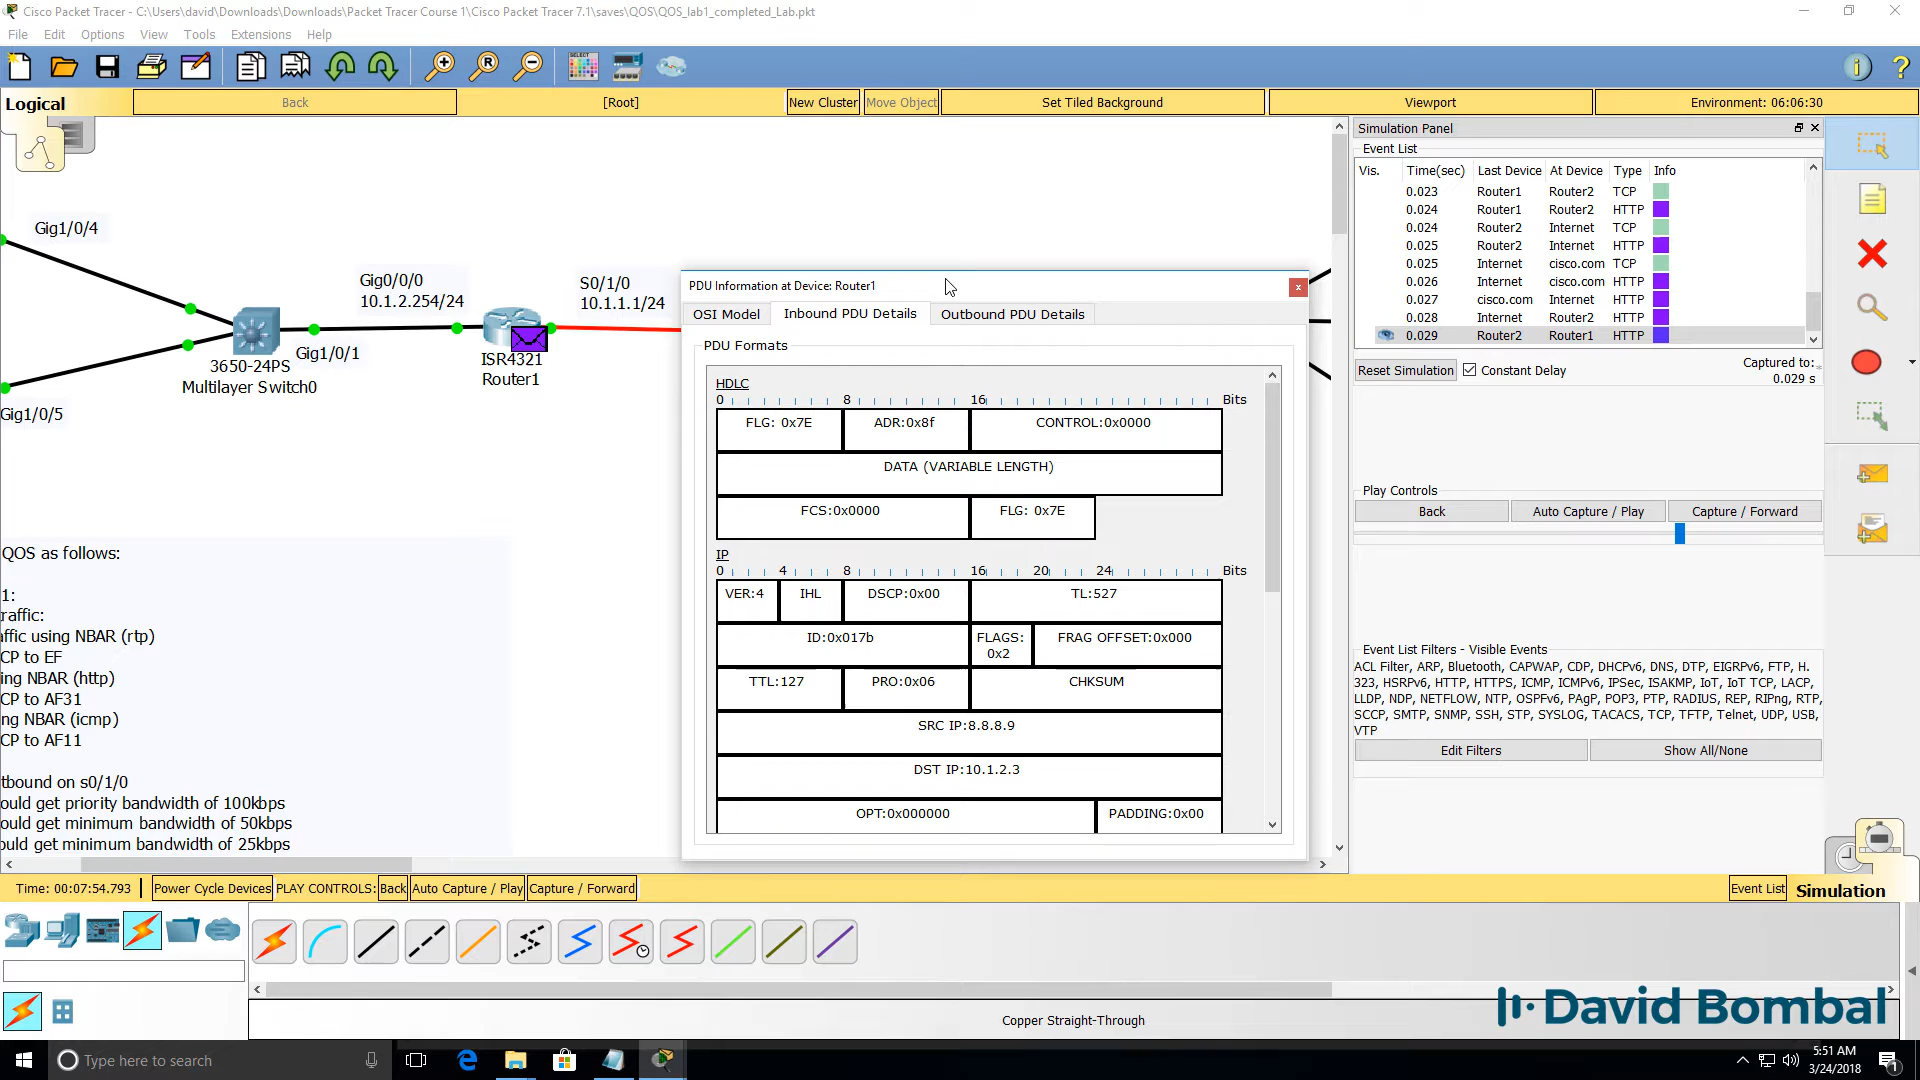 Cisco Packet Tracer - C:\Users\david\Downloads\Downloads\Packet Tracer Course 1\Cisco Packet Tracer 7.1\saves\QOS\QOS_lab1_completed_Lab.pkt
File Edit Options View Tools Extensions Help
Logical Back [Root] New Cluster Move Object Set Tiled Background Viewport Environment: 06:06:30
Gig1/0/4
Gig0/0/0
10.1.2.254/24
S0/1/0
10.1.1.1/24
Gig1/0/1
3650-24PS
Multilayer Switch0
ISR4321
Router1
Gig1/0/5
QOS as follows:
1:
raffic:
affic using NBAR (rtp)
CP to EF
ing NBAR (http)
CP to AF31
ng NBAR (icmp)
CP to AF11
tbound on s0/1/0
ould get priority bandwidth of 100kbps
ould get minimum bandwidth of 50kbps
ould get minimum bandwidth of 25kbps
PDU Information at Device: Router1
OSI Model Inbound PDU Details Outbound PDU Details
PDU Formats
HDLC
0 8 16 Bits
FLG: 0x7E ADR:0x8f CONTROL:0x0000
DATA (VARIABLE LENGTH)
FCS:0x0000 FLG: 0x7E
IP
0 4 8 16 20 24 Bits
VER:4 IHL DSCP:0x00 TL:527
ID:0x017b FLAGS: 0x2 FRAG OFFSET:0x000
TTL:127 PRO:0x06 CHKSUM
SRC IP:8.8.8.9
DST IP:10.1.2.3
OPT:0x000000 PADDING:0x00
Simulation Panel
Event List
Vis. Time(sec) Last Device At Device Type Info
0.023 Router1 Router2 TCP
0.024 Router1 Router2 HTTP
0.024 Router2 Internet TCP
0.025 Router2 Internet HTTP
0.025 Internet cisco.com TCP
0.026 Internet cisco.com HTTP
0.027 cisco.com Internet HTTP
0.028 Internet Router2 HTTP
0.029 Router2 Router1 HTTP
Reset Simulation Constant Delay Captured to:
0.029 s
Play Controls
Back Auto Capture / Play Capture / Forward
Event List Filters - Visible Events
ACL Filter, ARP, Bluetooth, CAPWAP, CDP, DHCPv6, DNS, DTP, EIGRPv6, FTP, H.
323, HSRPv6, HTTP, HTTPS, ICMP, ICMPv6, IPSec, ISAKMP, IoT, IoT TCP, LACP,
LLDP, NDP, NETFLOW, NTP, OSPFv6, PAgP, POP3, PTP, RADIUS, REP, RIPng, RTP,
SCCP, SMTP, SNMP, SSH, STP, SYSLOG, TACACS, TCP, TFTP, Telnet, UDP, USB,
VTP
Edit Filters Show All/None
Time: 00:07:54.793 Power Cycle Devices PLAY CONTROLS: Back Auto Capture / Play Capture / Forward Event List Simulation
Copper Straight-Through
David Bombal
Type here to search
5:51 AM
3/24/2018
1